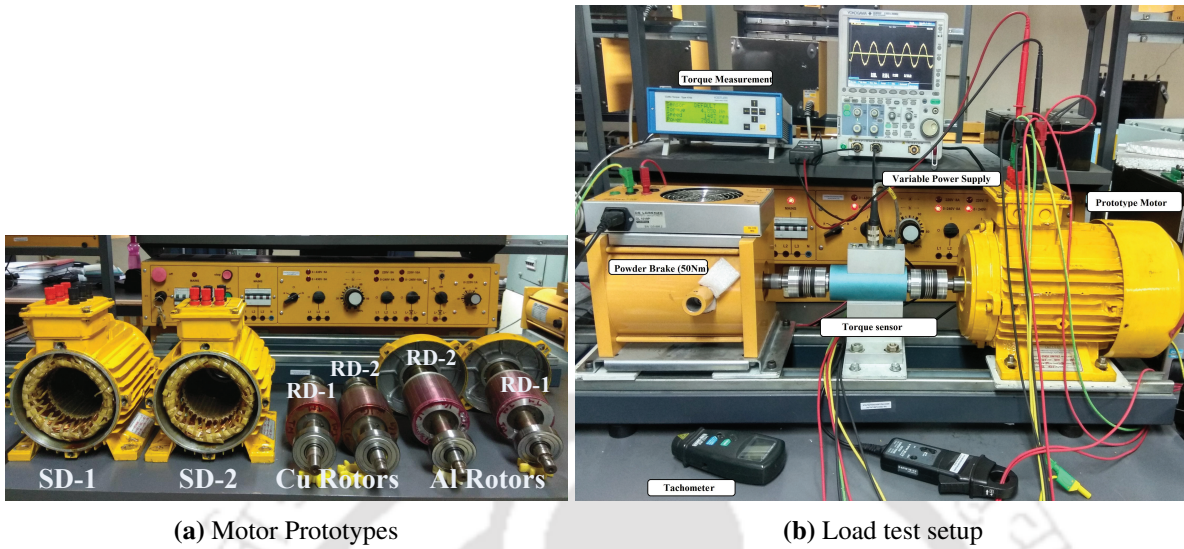 RD-1
RD-2
RD-2
RD-1
SD-1
SD-2
Cu Rotors
Al Rotors
(a) Motor Prototypes
Torque Measurement
Variable Power Supply
Prototype Motor
Powder Brake (50Nm
Torque sensor
Tachometer
(b) Load test setup